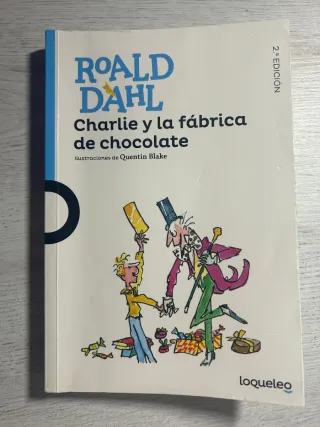 ROALD
DAHL
2.ª EDICIÓN
Charlie y la fábrica
de chocolate
Ilustraciones de Quentin Blake
loqueleo